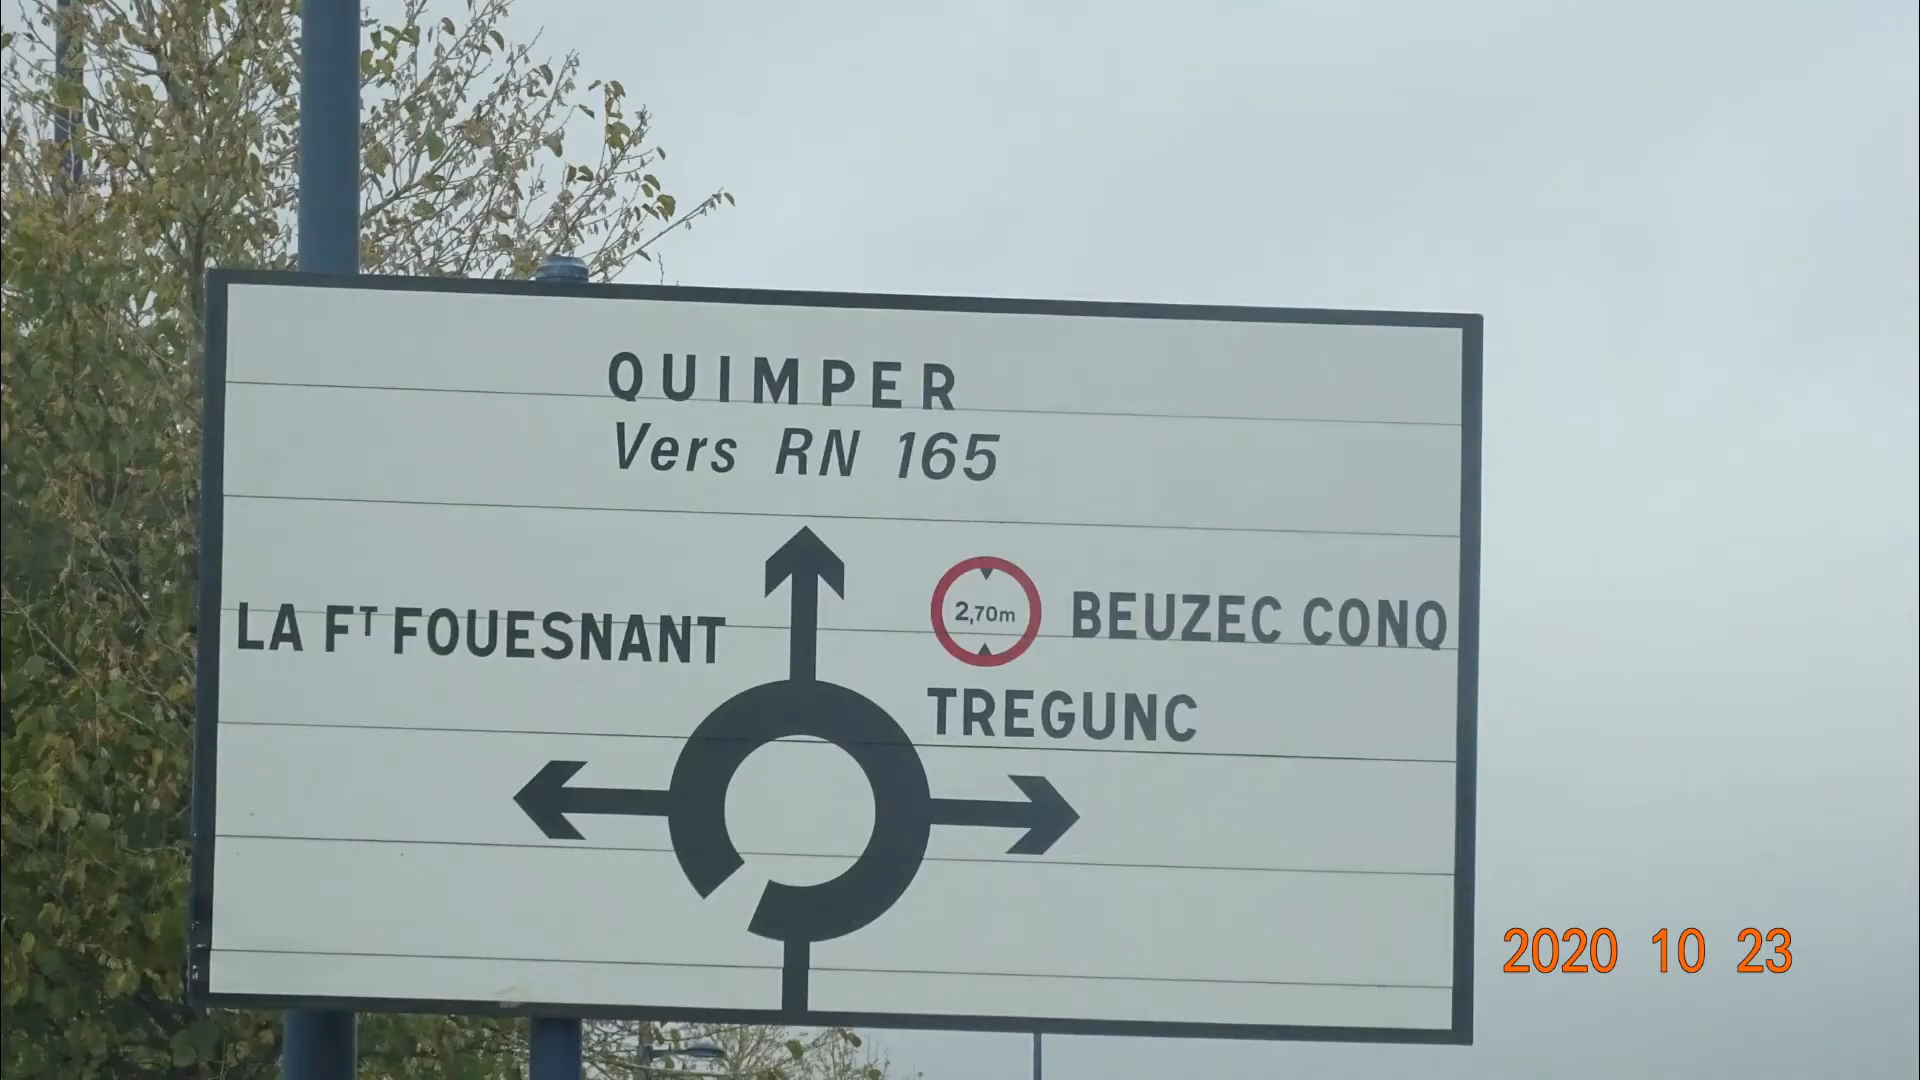 QUIMPER
Vers RN 165
LA Fᵀ FOUESNANT
2,70m
BEUZEC CONQ
TREGUNC
2020 10 23